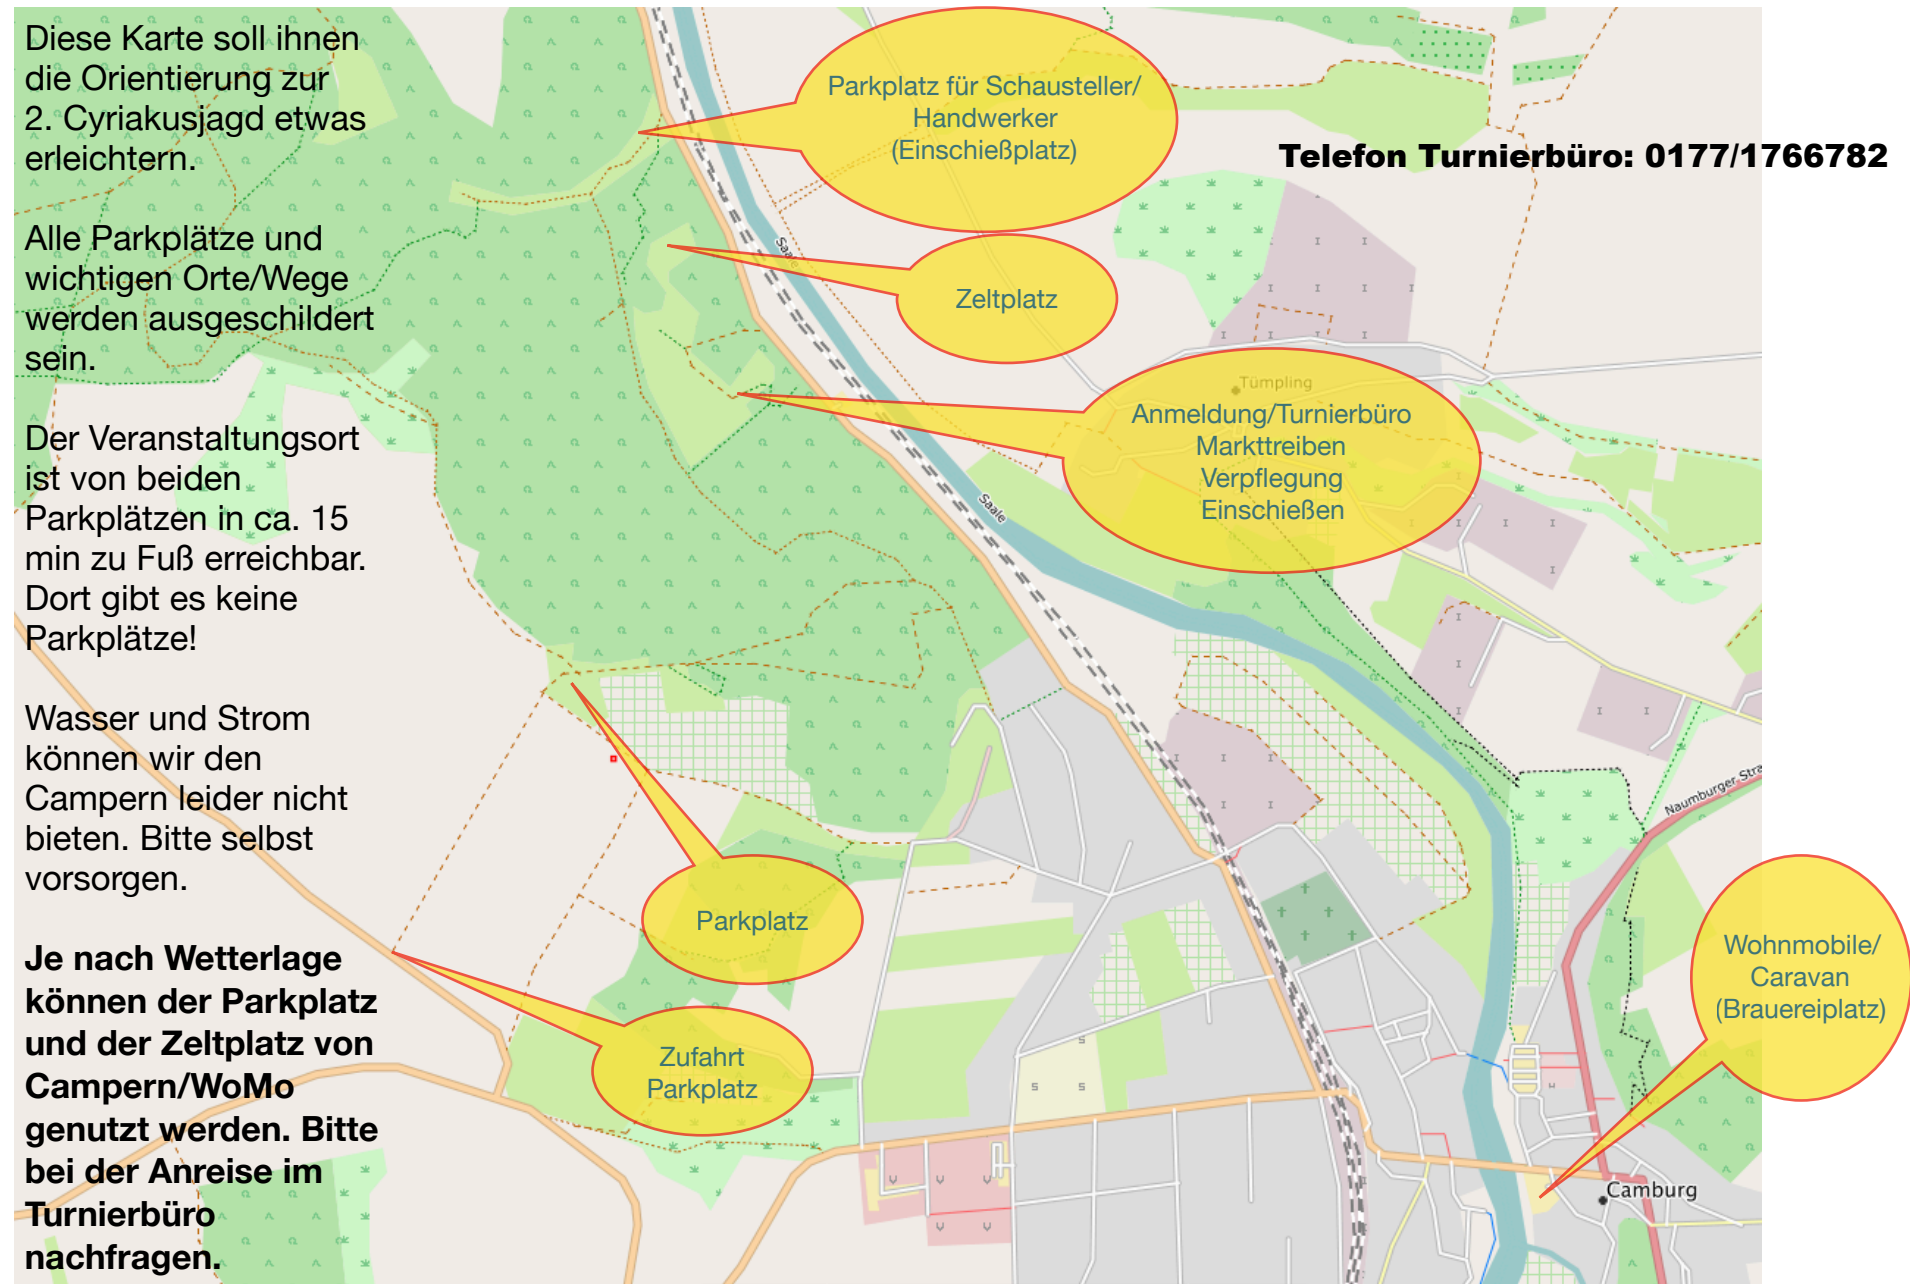 Diese Karte soll ihnen
die Orientierung zur
2. Cyriakusjagd etwas
erleichtern.
Alle Parkplätze und
wichtigen Orte/Wege
werden ausgeschildert
sein.
Der Veranstaltungsort
ist von beiden
Parkplätzen in ca. 15
min zu Fuß erreichbar.
Dort gibt es keine
Parkplätze!
Wasser und Strom
können wir den
Campern leider nicht
bieten. Bitte selbst
vorsorgen.
Je nach Wetterlage
können der Parkplatz
und der Zeltplatz von
Campern/WoMo
genutzt werden. Bitte
bei der Anreise im
Turnierbüro
nachfragen.
Parkplatz für Schausteller/
Handwerker
(Einschießplatz)
Telefon Turnierbüro: 0177/1766782
Saale
Zeltplatz
Tümpling
Anmeldung/Turnierbüro
Markttreiben
Verpflegung
Einschießen
Saale
Naumburger Stra
Parkplatz
Wohnmobile/
Caravan
(Brauereiplatz)
Zufahrt
Parkplatz
Camburg